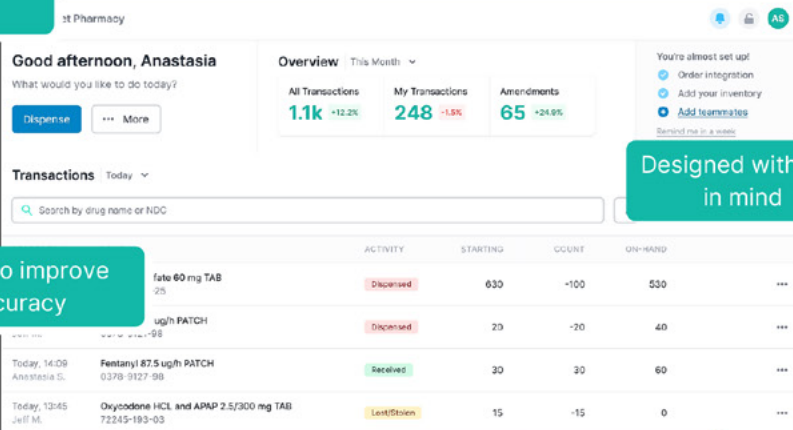 et Pharmacy
AS
Good afternoon, Anastasia
What would you like to do today?
Dispense
··· More
Overview This Month
All Transactions
1.1k +12.2%
My Transactions
248 -1.5%
Amendments
65 +24.9%
You're almost set up!
Order integration
Add your inventory
Add teammates
Remind me in a week
Designed with
in mind
Transactions Today
Search by drug name or NDC
ACTIVITY STARTING COUNT ON-HAND
o improve
curacy
fate 60 mg TAB
-25
Dispensed 630 -100 530 ···
ug/h PATCH
Dispensed 20 -20 40 ···
Today, 14:09 Fentanyl 87.5 ug/h PATCH Received 30 30 60 ···
Anastasia S. 0378-9127-98
Today, 13:45 Oxycodone HCL and APAP 2.5/300 mg TAB Lost/Stolen 15 -15 0 ···
Jeff M. 72245-193-03